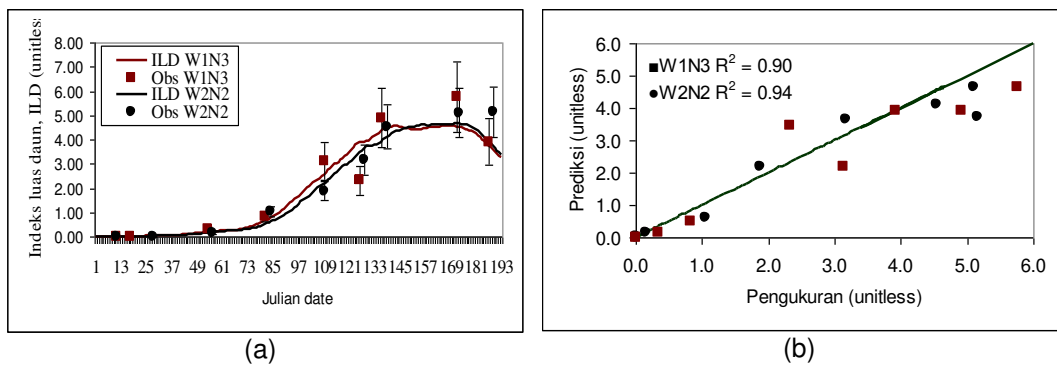 Indeks luas daun, ILD (unitles:
8.00
7.00
6.00
5.00
4.00
3.00
2.00
1.00
0.00
ILD W1N3
Obs W1N3
ILD W2N2
Obs W2N2
1 13 25 37 49 61 73 85 97 109 121 133 145 157 169 181 193
Julian date
(a)
Prediksi (unitless)
6.0
5.0
4.0
3.0
2.0
1.0
0.0
W1N3 R² = 0.90
W2N2 R² = 0.94
0.0 1.0 2.0 3.0 4.0 5.0 6.0
Pengukuran (unitless)
(b)